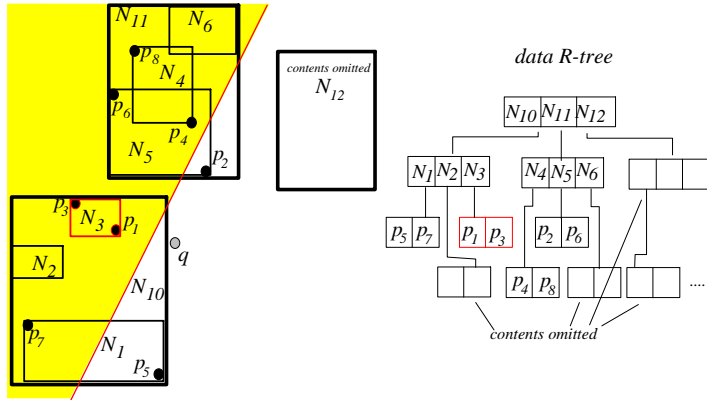 N11
N6
p8
N4
p6
p4
N5
p2
contents omitted
N12
p3
N3
p1
N2
q
N10
N1
p7
p5
data R-tree
N10 N11 N12
N1 N2 N3
N4 N5 N6
p5 p7
p1 p3
p2 p6
p4 p8
....
contents omitted